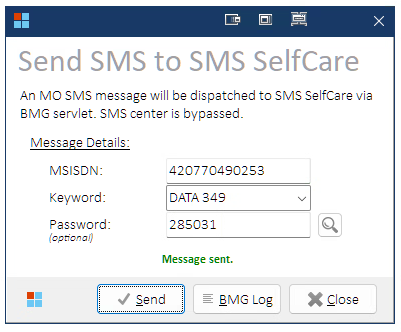 Send SMS to SMS SelfCare
An MO SMS message will be dispatched to SMS SelfCare via
BMG servlet. SMS center is bypassed.
Message Details:
MSISDN: 420770490253
Keyword: DATA 349
Password: 285031
(optional)
Message sent.
Send BMG Log Close